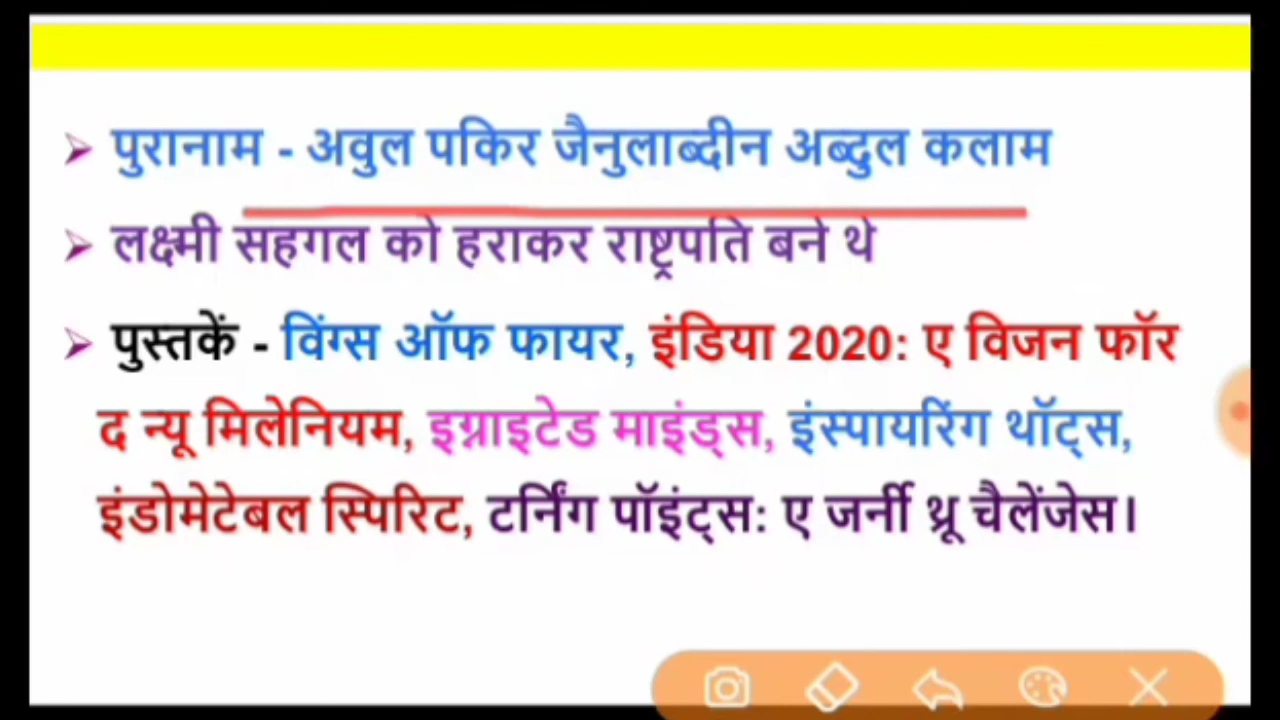 पुरानाम - अवुल पकिर जैनुलाब्दीन अब्दुल कलाम
लक्ष्मी सहगल को हराकर राष्ट्रपति बने थे
पुस्तकें - विंग्स ऑफ फायर, इंडिया 2020: ए विजन फॉर
द न्यू मिलेनियम, इग्नाइटेड माइंड्स, इंस्पायरिंग थॉट्स,
इंडोमेटेबल स्पिरिट, टर्निंग पॉइंट्स: ए जर्नी थ्रू चैलेंजेस।